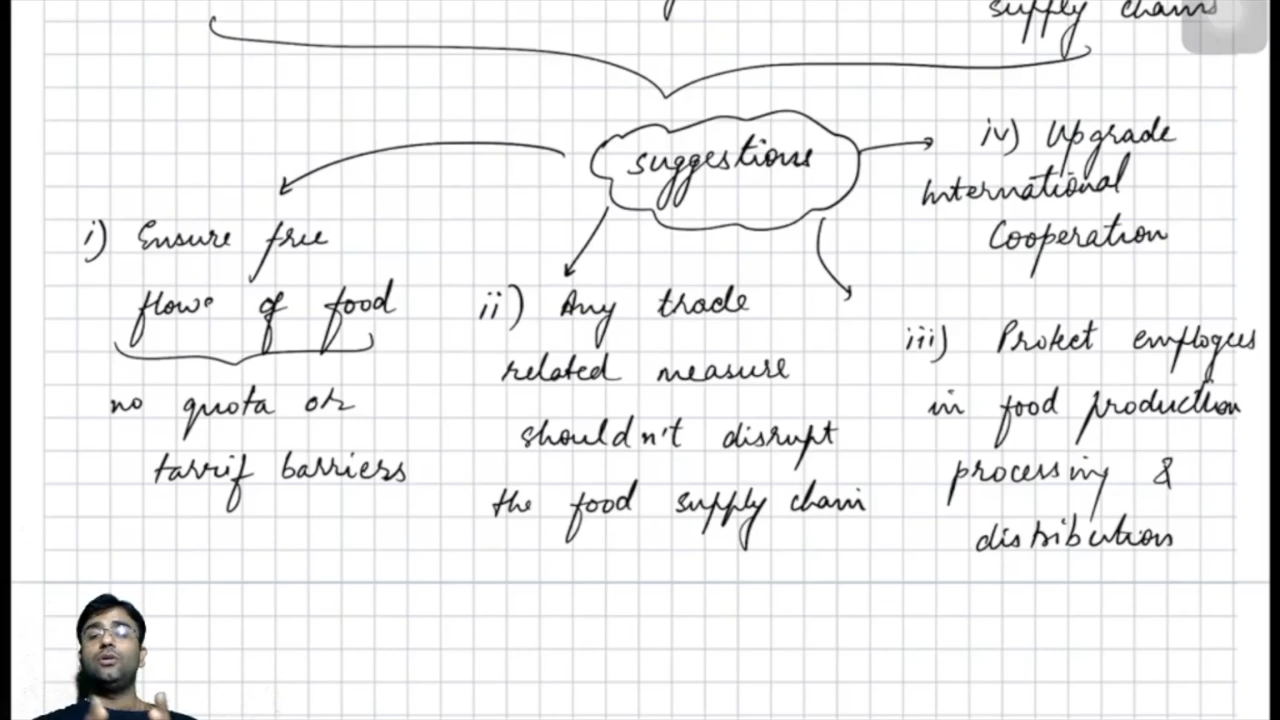 supply chains
suggestions
i) Ensure free
flow of food
no quota or
tarrif barriers
ii) Any trade
related measure
shouldn't disrupt
the food supply chain
iii) Protect employees
in food production
processing &
distribution
iv) Upgrade
International
Cooperation